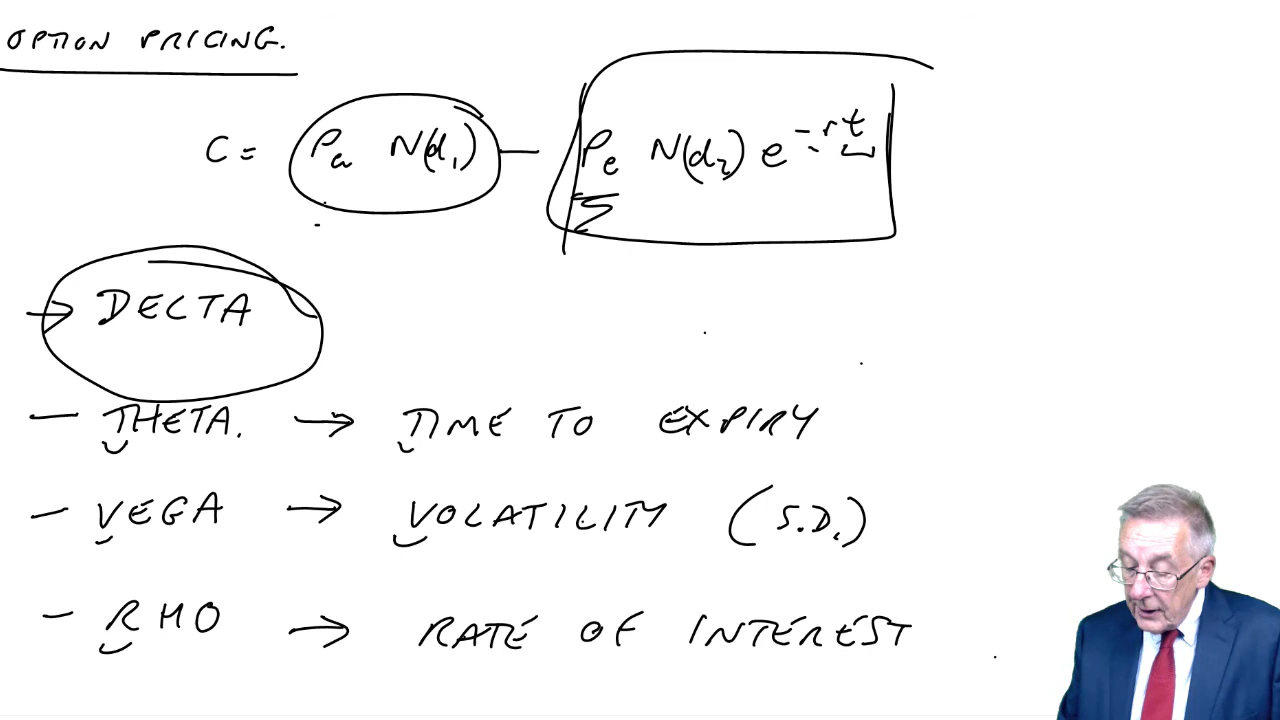 OPTION PRICING.
C = Pa N(d1) — Pe N(d2) e^-rt
→ DELTA
— THETA. → TIME TO EXPIRY
— VEGA → VOLATILITY (S.D.)
— RHO → RATE OF INTEREST